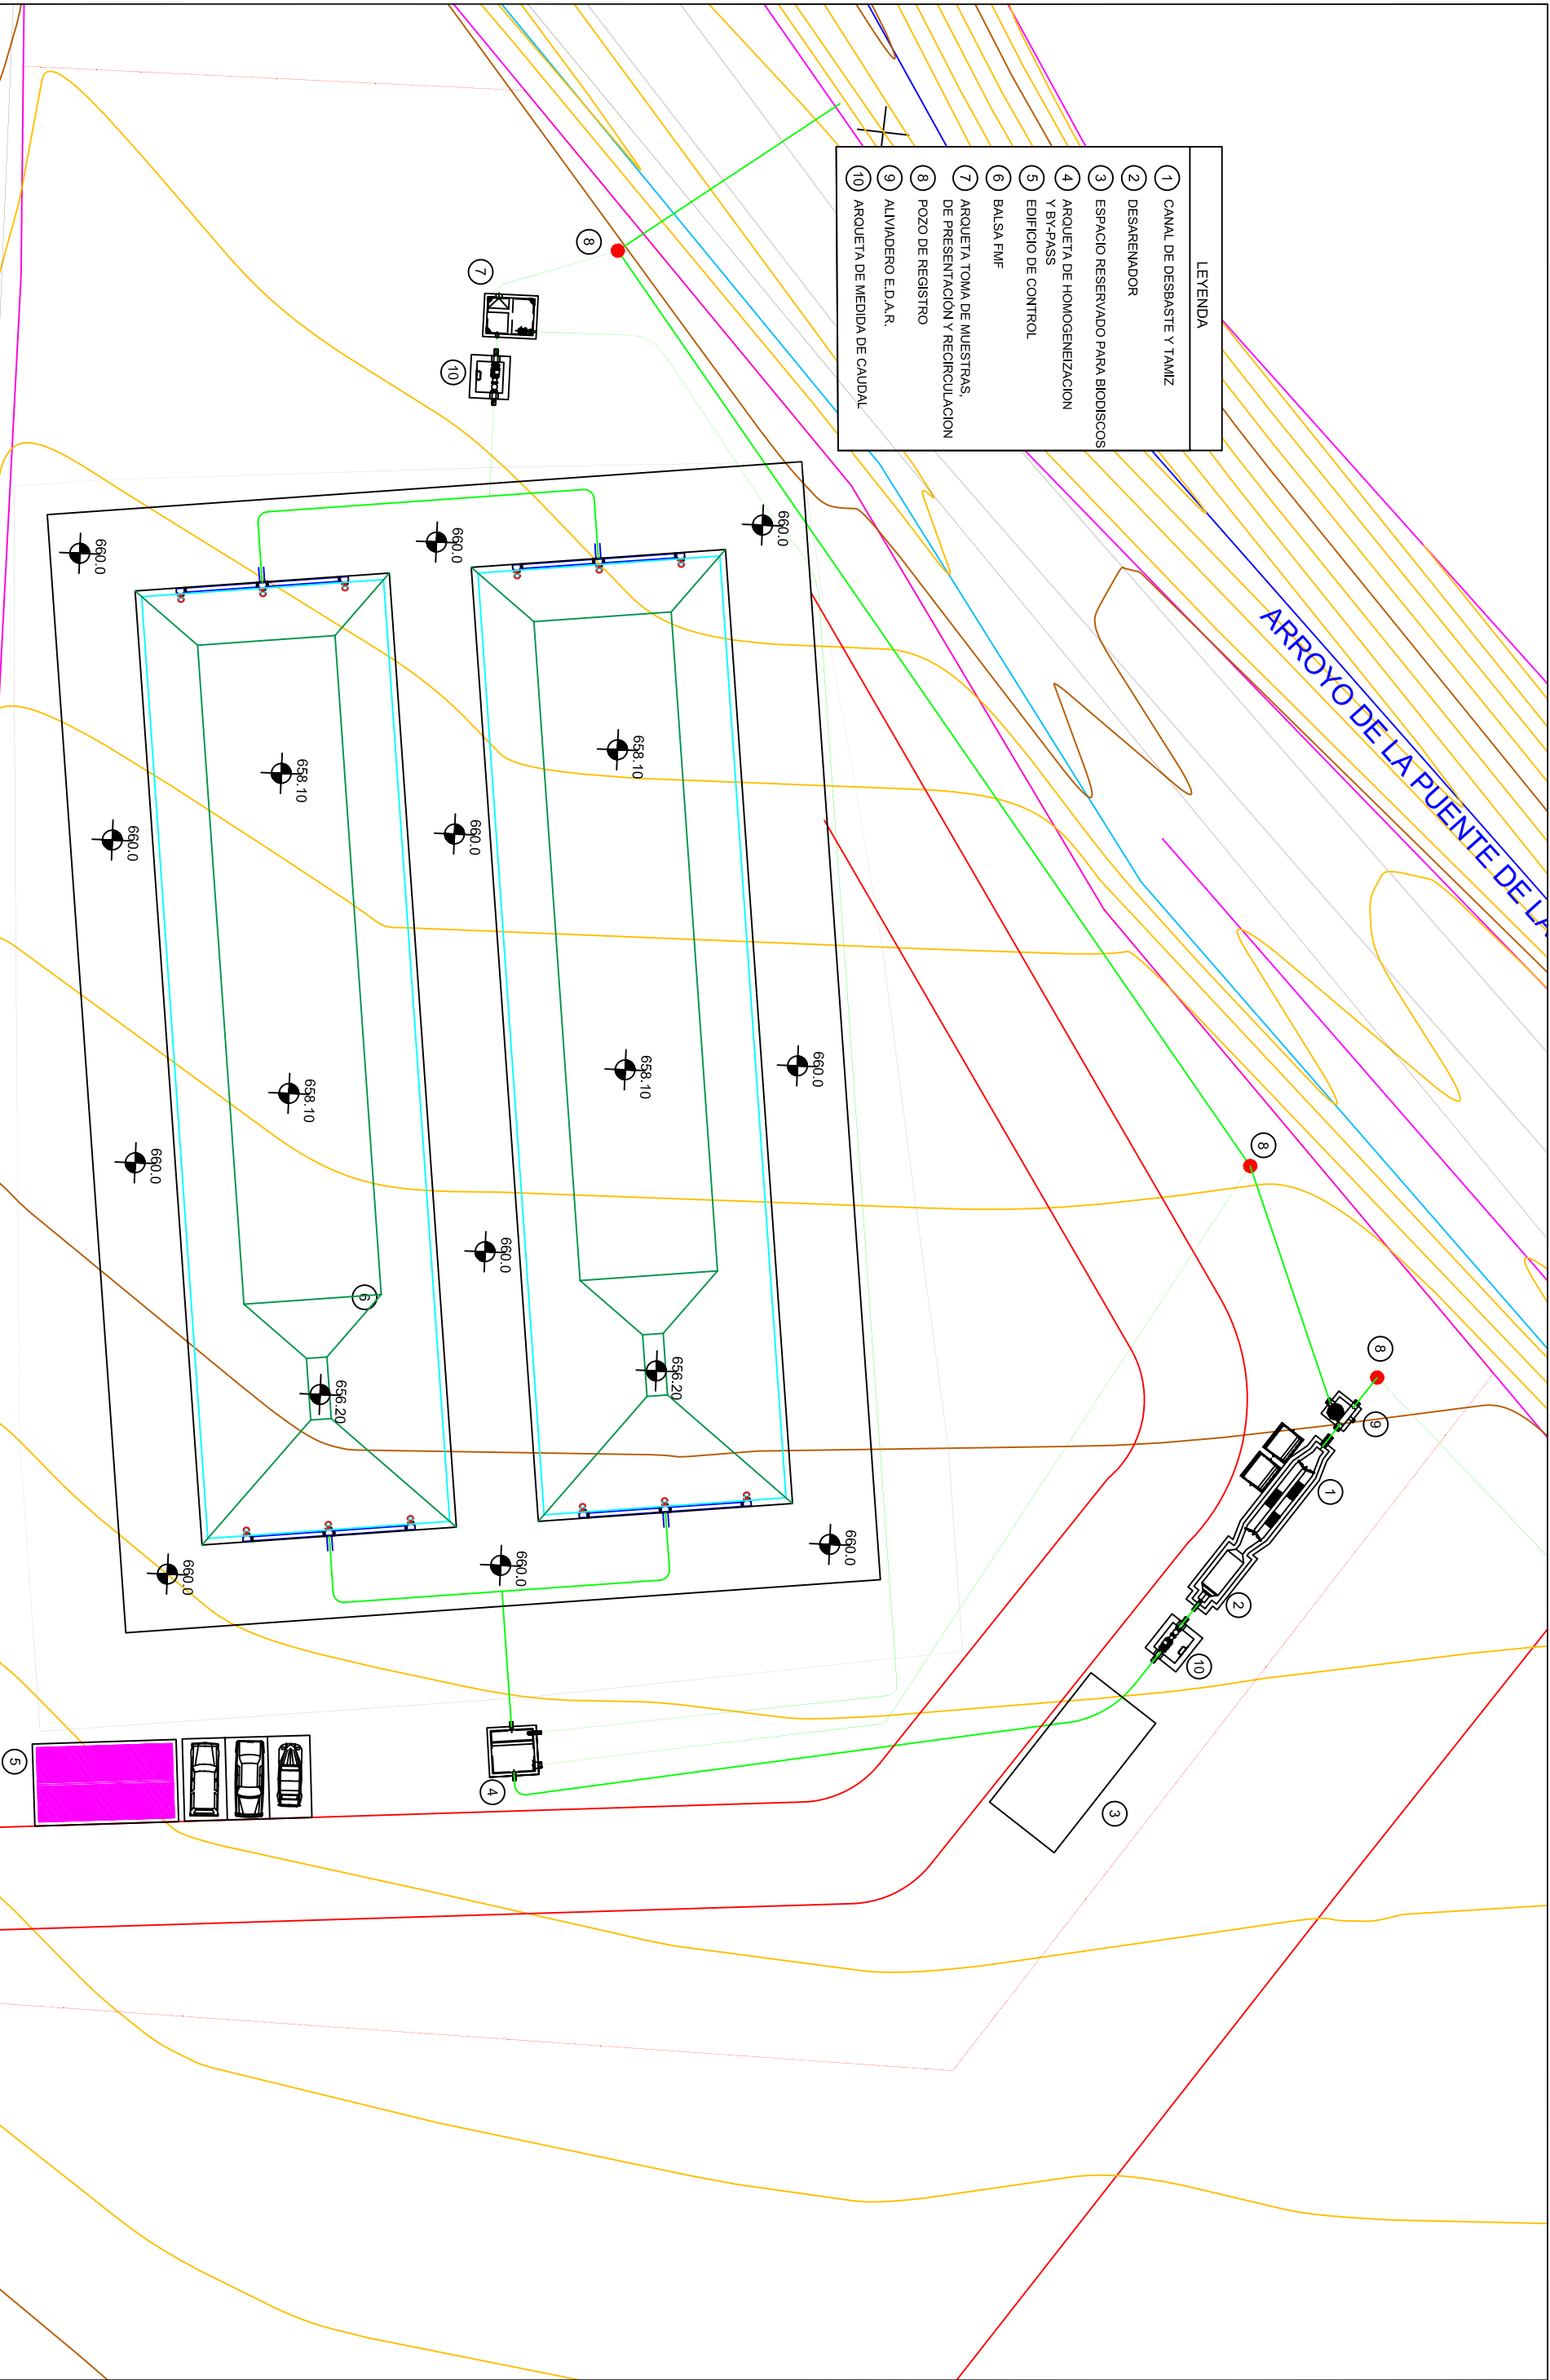 LEYENDA
1 CANAL DE DESBASTE Y TAMIZ
2 DESARENADOR
3 ESPACIO RESERVADO PARA BIODISCOS
4 ARQUETA DE HOMOGENEIZACION
Y BY-PASS
5 EDIFICIO DE CONTROL
6 BALSA FMF
7 ARQUETA TOMA DE MUESTRAS,
DE PRESENTACIÓN Y RECIRCULACION
8 POZO DE REGISTRO
9 ALIVIADERO E.D.A.R.
10 ARQUETA DE MEDIDA DE CAUDAL
ARROYO DE LA PUENTE DE LA
8
8
9
1
2
10
3
8
7
10
660.0
660.0
660.0
658.10
658.10
656.20
660.0
660.0
660.0
660.0
660.0
658.10
658.10
6
656.20
660.0
660.0
660.0
660.0
4
5